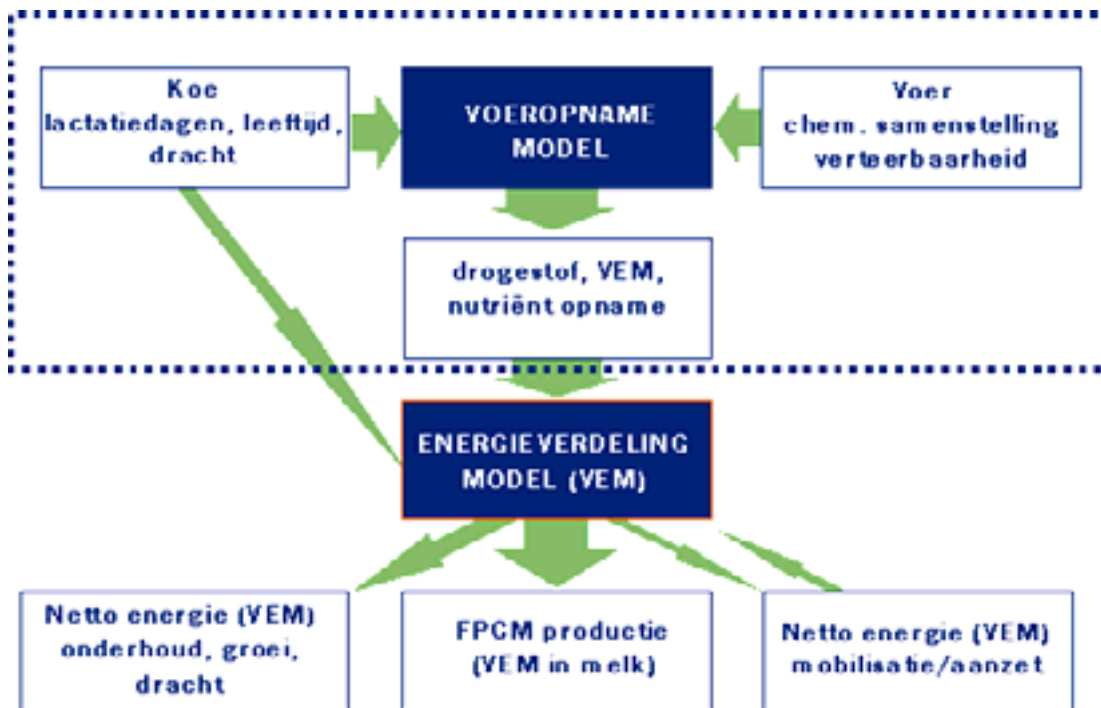 Koe
lactatiedagen, leeftijd,
dracht
VOEROPNAME
MODEL
Voer
chem. samenstelling
verteerbaarheid
drogestof, VEM,
nutriënt opname
ENERGIEVERDELING
MODEL (VEM)
Netto energie (VEM)
onderhoud, groei,
dracht
FPCM productie
(VEM in melk)
Netto energie (VEM)
mobilisatie/aanzet